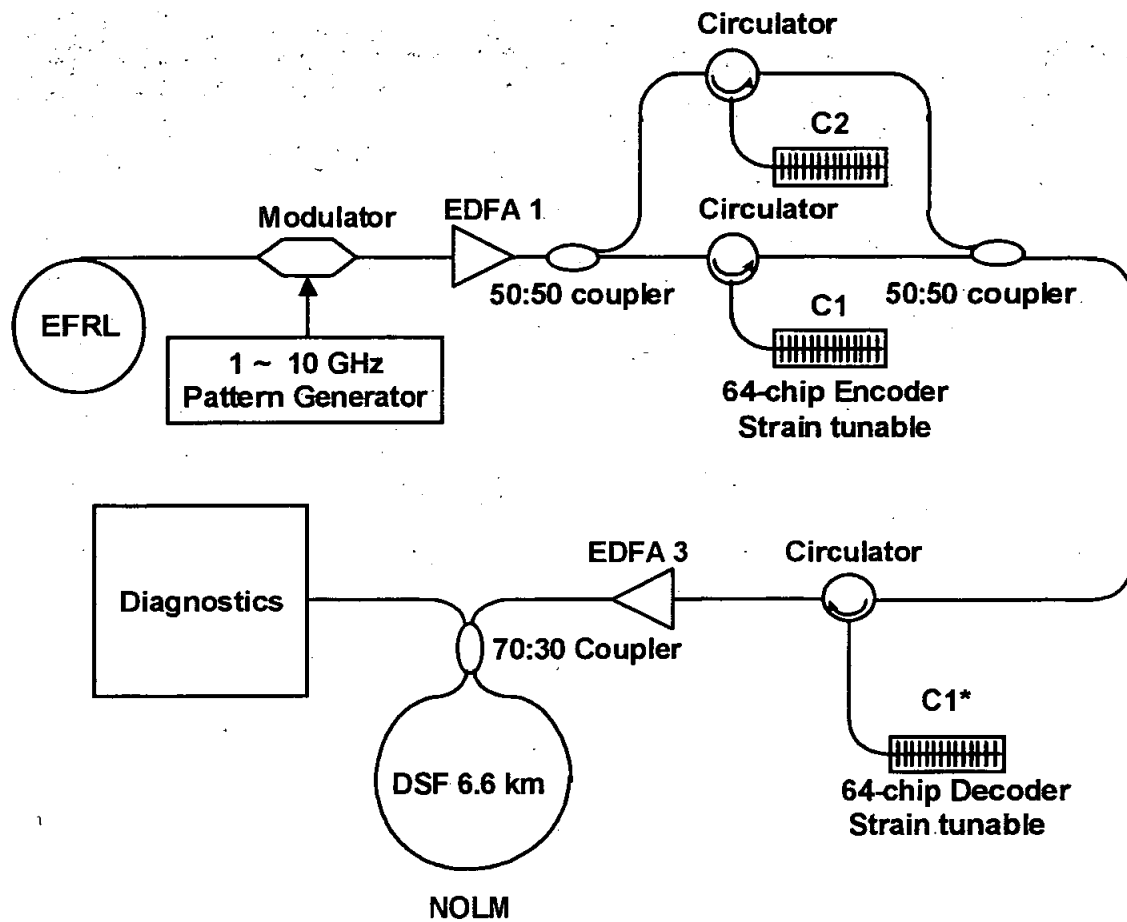 Circulator
C2
Modulator
EDFA 1
Circulator
50:50 coupler
50:50 coupler
EFRL
C1
1 ~ 10 GHz
Pattern Generator
64-chip Encoder
Strain tunable
EDFA 3
Circulator
Diagnostics
70:30 Coupler
C1*
DSF 6.6 km
64-chip Decoder
Strain tunable
NOLM